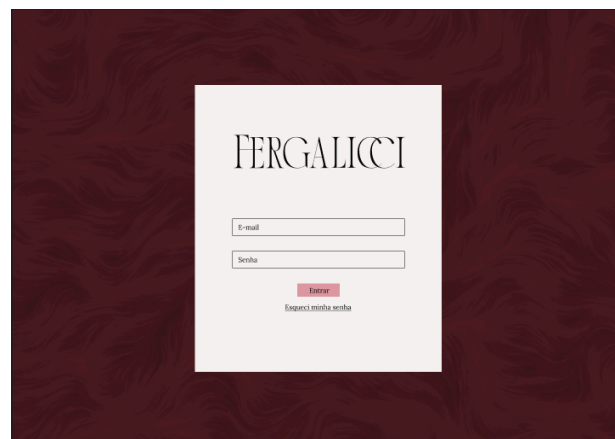 FERGALICCI
E-mail
Senha
Entrar
Esqueci minha senha